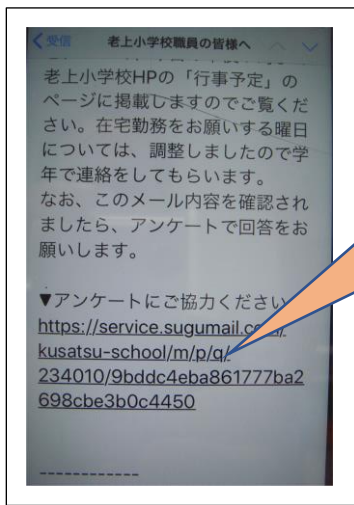 受信 老上小学校職員の皆様へ
老上小学校HPの「行事予定」の
ページに掲載しますのでご覧くだ
さい。在宅勤務をお願いする曜日
については、調整しましたので学
年で連絡をしてもらいます。
なお、このメール内容を確認され
ましたら、アンケートで回答をお
願いします。
▼アンケートにご協力ください
https://service.sugumail.com/
kusatsu-school/m/p/q/
234010/9bddc4eba861777ba2
698cbe3b0c4450
------------